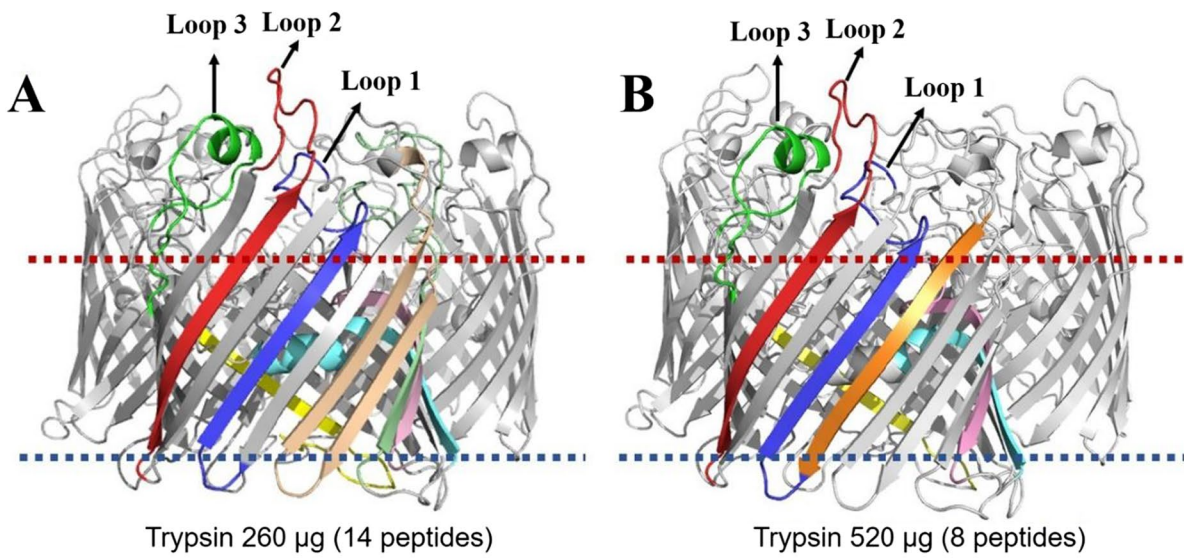 A
Loop 3
Loop 2
Loop 1
Trypsin 260 µg (14 peptides)
B
Loop 3
Loop 2
Loop 1
Trypsin 520 µg (8 peptides)